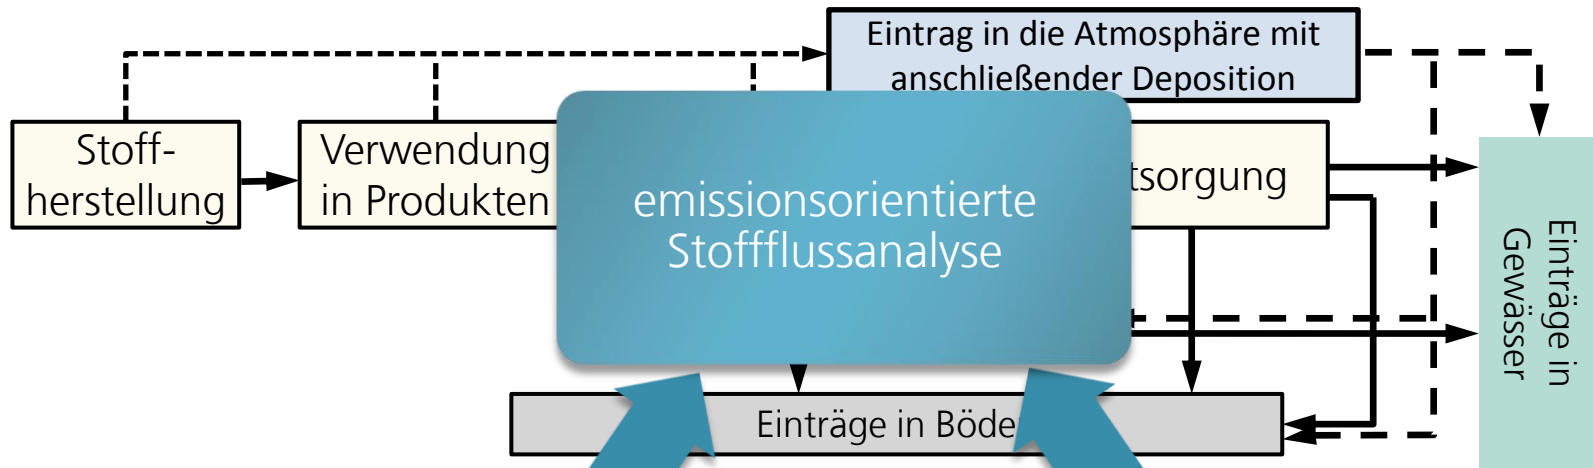 Eintrag in die Atmosphäre mit
anschließender Deposition
Stoff-
herstellung
Verwendung
in Produkten
emissionsorientierte
Stoffflussanalyse
tsorgung
Einträge in
Gewässer
Einträge in Böde